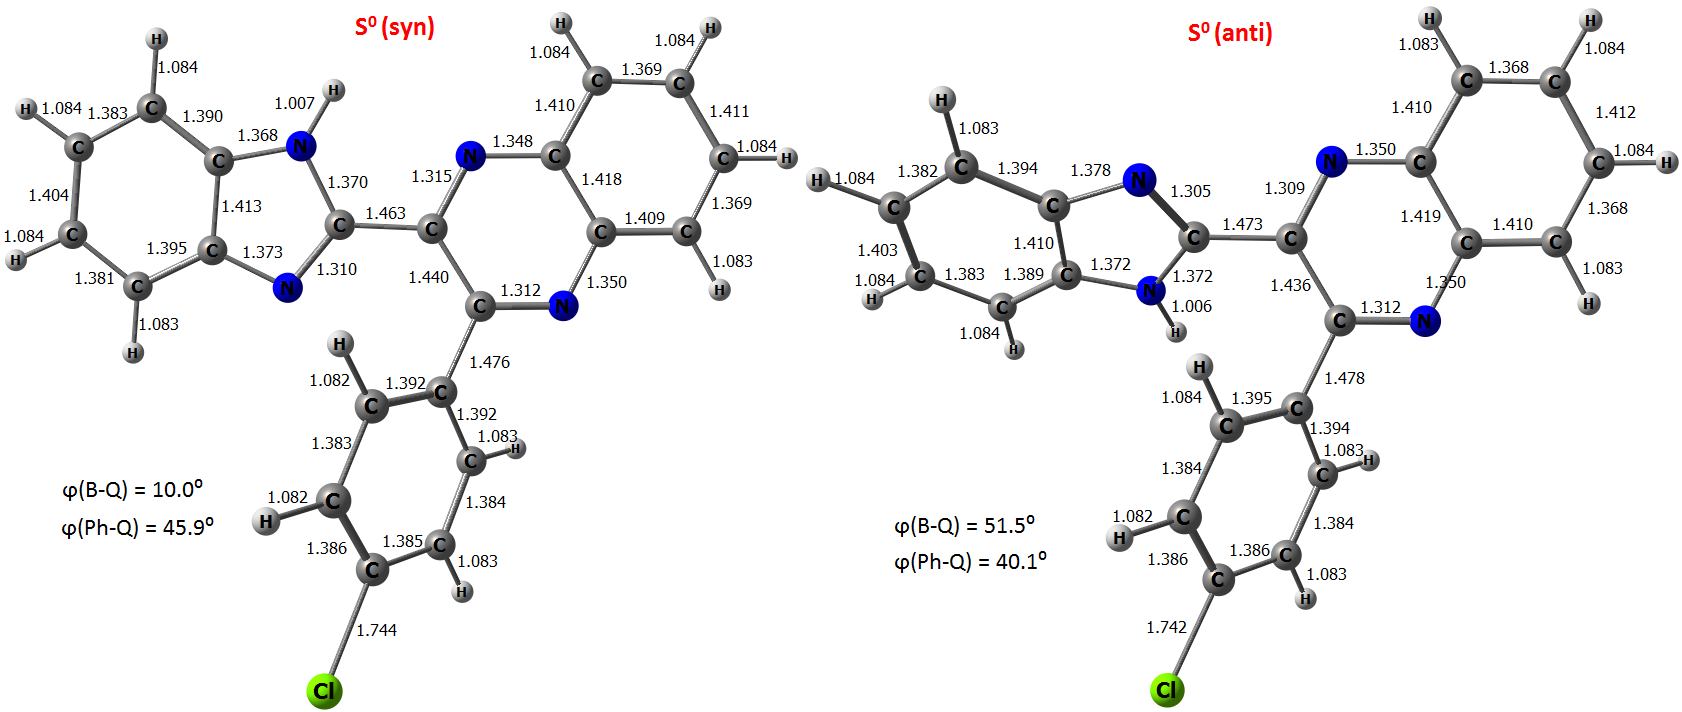 S⁰ (syn)
H
H
1.084
1.084
H
1.084
H
1.007
C
1.369
C
H
1.084
1.383
C
1.390
1.368
1.410
1.411
C
C
N
N
1.348
C
C
1.084
H
1.404
1.413
1.370
1.315
1.418
1.369
C
1.463
C
C
1.409
C
1.084
C
1.395
C
1.373
1.310
H
1.381
C
N
1.440
1.350
1.083
H
1.083
C
1.312
N
H
H
1.476
1.082
1.392
C
C
1.392
1.383
1.083
H
C
φ(B-Q) = 10.0⁰
1.082
C
1.384
φ(Ph-Q) = 45.9⁰
H
1.386
1.385
C
C
1.083
H
1.744
Cl
S⁰ (anti)
H
H
1.083
1.084
C
1.368
C
H
1.083
1.410
1.412
H
1.084
1.382
C
1.394
1.378
N
1.305
N
1.350
C
C
1.084
H
C
C
1.309
1.419
1.368
1.403
1.410
C
1.473
C
C
1.410
C
1.084
C
1.383
1.389
C
1.372
N
1.372
1.436
1.350
1.083
H
C
1.006
H
C
1.312
N
1.084
H
H
H
1.478
1.084
1.395
C
C
1.394
1.384
1.083
H
C
φ(B-Q) = 51.5⁰
1.082
C
1.384
H
φ(Ph-Q) = 40.1⁰
1.386
1.386
C
C
1.083
H
1.742
Cl